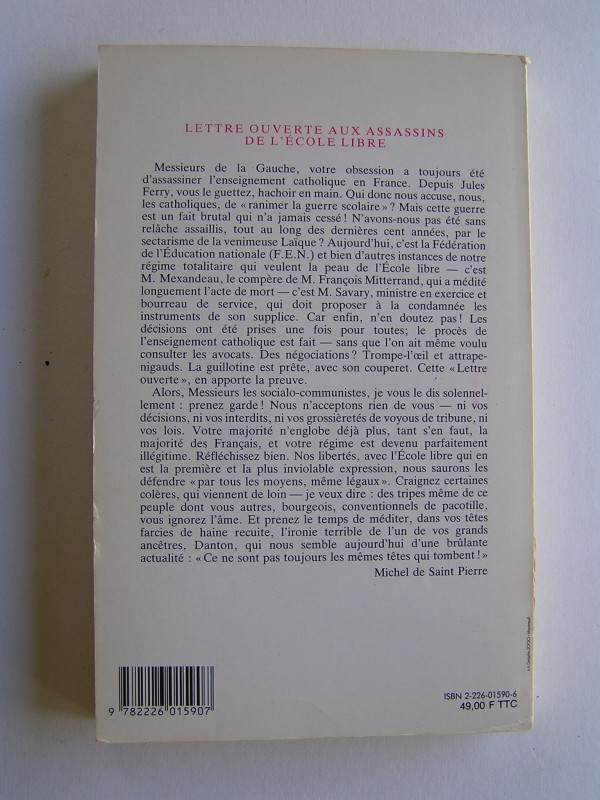 LETTRE OUVERTE AUX ASSASSINS
DE L'ÉCOLE LIBRE
Messieurs de la Gauche, votre obsession a toujours été
d'assassiner l'enseignement catholique en France. Depuis Jules
Ferry, vous le guettez, hachoir en main. Qui donc nous accuse, nous,
les catholiques, de « ranimer la guerre scolaire » ? Mais cette guerre
est un fait brutal qui n'a jamais cessé ! N'avons-nous pas été sans
relâche assaillis, tout au long des dernières cent années, par le
sectarisme de la venimeuse Laïque ? Aujourd'hui, c'est la Fédération
de l'Éducation nationale (F.E.N.) et bien d'autres instances de notre
régime totalitaire qui veulent la peau de l'École libre — c'est
M. Mexandeau, le compère de M. François Mitterrand, qui a médité
longuement l'acte de mort — c'est M. Savary, ministre en exercice et
bourreau de service, qui doit proposer à la condamnée les
instruments de son supplice. Car enfin, n'en doutez pas ! Les
décisions ont été prises une fois pour toutes; le procès de
l'enseignement catholique est fait — sans que l'on ait même voulu
consulter les avocats. Des négociations ? Trompe-l'œil et attrape-
nigauds. La guillotine est prête, avec son couperet. Cette « Lettre
ouverte », en apporte la preuve.
Alors, Messieurs les socialo-communistes, je vous le dis solennel-
lement : prenez garde ! Nous n'acceptons rien de vous — ni vos
décisions, ni vos interdits, ni vos grossièretés de voyous de tribune, ni
vos lois. Votre majorité n'englobe déjà plus, tant s'en faut, la
majorité des Français, et votre régime est devenu parfaitement
illégitime. Réfléchissez bien. Nos libertés, avec l'École libre qui en
est la première et la plus inviolable expression, nous saurons les
défendre « par tous les moyens, même légaux ». Craignez certaines
colères, qui viennent de loin — je veux dire : des tripes même de ce
peuple dont vous autres, bourgeois, conventionnels de pacotille,
vous ignorez l'âme. Et prenez le temps de méditer, dans vos têtes
farcies de haine recuite, l'ironie terrible de l'un de vos grands
ancêtres, Danton, qui nous semble aujourd'hui d'une brûlante
actualité : « Ce ne sont pas toujours les mêmes têtes qui tombent ! »
Michel de Saint Pierre
9 782226 015907
ISBN 2-226-01590-6
49,00 F TTC